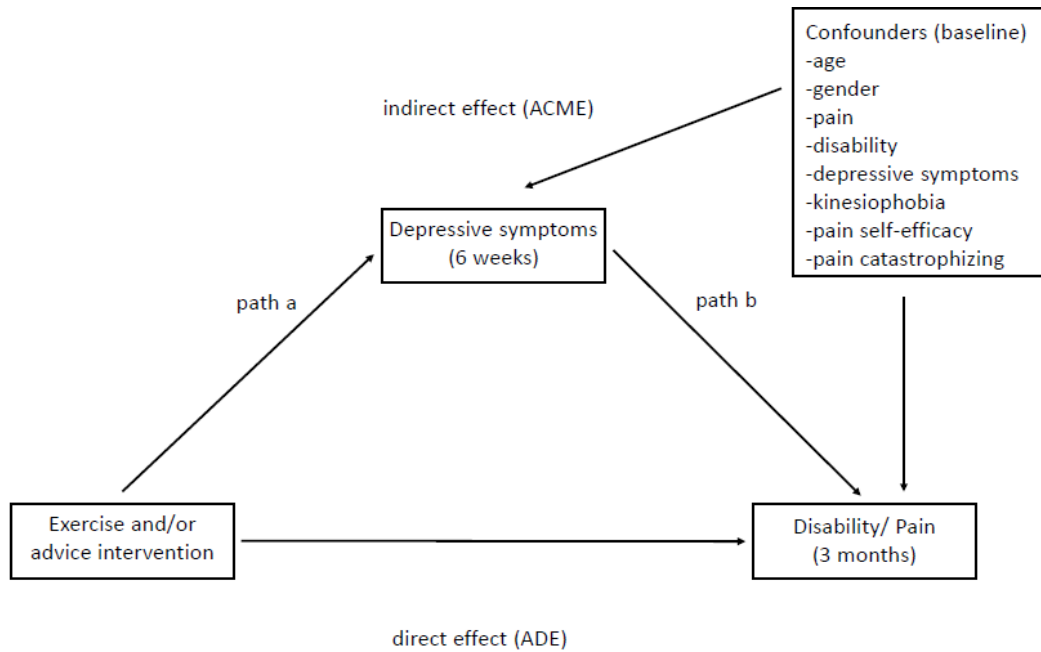 Confounders (baseline)
-age
-gender
-pain
-disability
-depressive symptoms
-kinesiophobia
-pain self-efficacy
-pain catastrophizing
indirect effect (ACME)
Depressive symptoms
(6 weeks)
path a
path b
Exercise and/or
advice intervention
Disability/ Pain
(3 months)
direct effect (ADE)